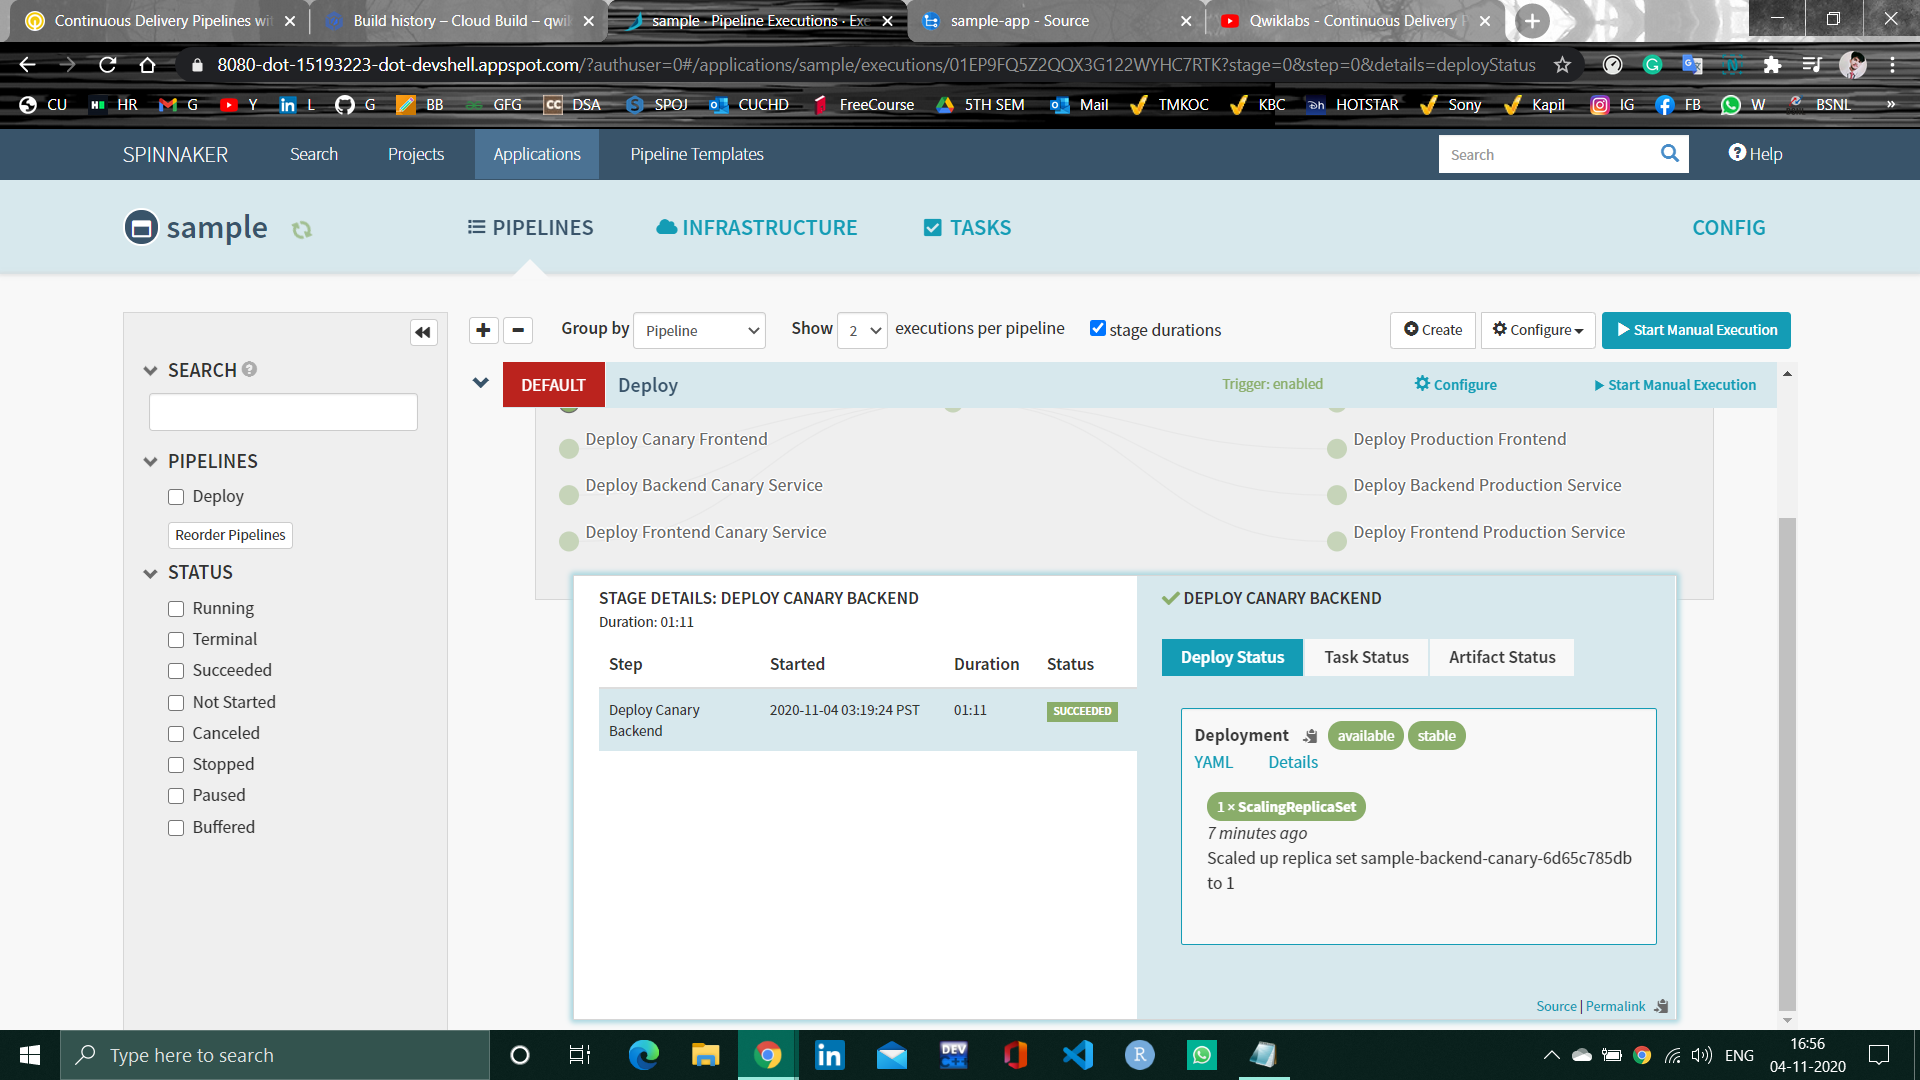 Continuous Delivery Pipelines wit
Build history – Cloud Build – qwi
sample · Pipeline Executions · Exe
sample-app - Source
Qwiklabs - Continuous Delivery P
8080-dot-15193223-dot-devshell.appspot.com/?authuser=0#/applications/sample/executions/01EP9FQ5Z2QQX3G122WYHC7RTK?stage=0&step=0&details=deployStatus
CU HR G Y L G BB GFG DSA SPOJ CUCHD FreeCourse 5TH SEM Mail TMKOC KBC HOTSTAR Sony Kapil IG FB W BSNL »
SPINNAKER Search Projects Applications Pipeline Templates Search Help
sample PIPELINES INFRASTRUCTURE TASKS CONFIG
Group by Pipeline Show 2 executions per pipeline stage durations Create Configure Start Manual Execution
SEARCH
PIPELINES
Deploy
Reorder Pipelines
STATUS
Running
Terminal
Succeeded
Not Started
Canceled
Stopped
Paused
Buffered
DEFAULT Deploy Trigger: enabled Configure Start Manual Execution
Deploy Canary Frontend Deploy Production Frontend
Deploy Backend Canary Service Deploy Backend Production Service
Deploy Frontend Canary Service Deploy Frontend Production Service
STAGE DETAILS: DEPLOY CANARY BACKEND
Duration: 01:11
Step Started Duration Status
Deploy Canary 2020-11-04 03:19:24 PST 01:11 SUCCEEDED
Backend
DEPLOY CANARY BACKEND
Deploy Status Task Status Artifact Status
Deployment available stable
YAML Details
1 × ScalingReplicaSet
7 minutes ago
Scaled up replica set sample-backend-canary-6d65c785db
to 1
Source | Permalink
Type here to search
DEV
R
ENG
16:56
04-11-2020